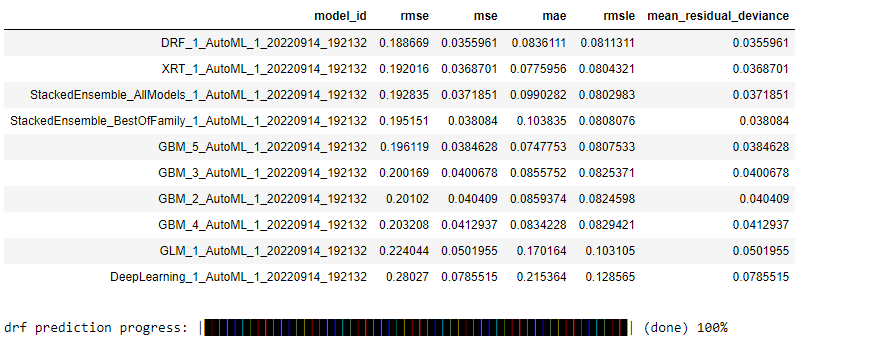 model_id rmse mse mae rmsle mean_residual_deviance
DRF_1_AutoML_1_20220914_192132 0.188669 0.0355961 0.0836111 0.0811311 0.0355961
XRT_1_AutoML_1_20220914_192132 0.192016 0.0368701 0.0775956 0.0804321 0.0368701
StackedEnsemble_AllModels_1_AutoML_1_20220914_192132 0.192835 0.0371851 0.0990282 0.0802983 0.0371851
StackedEnsemble_BestOfFamily_1_AutoML_1_20220914_192132 0.195151 0.038084 0.103835 0.0808076 0.038084
GBM_5_AutoML_1_20220914_192132 0.196119 0.0384628 0.0747753 0.0807533 0.0384628
GBM_3_AutoML_1_20220914_192132 0.200169 0.0400678 0.0855752 0.0825371 0.0400678
GBM_2_AutoML_1_20220914_192132 0.20102 0.040409 0.0859374 0.0824598 0.040409
GBM_4_AutoML_1_20220914_192132 0.203208 0.0412937 0.0834228 0.0829421 0.0412937
GLM_1_AutoML_1_20220914_192132 0.224044 0.0501955 0.170164 0.103105 0.0501955
DeepLearning_1_AutoML_1_20220914_192132 0.28027 0.0785515 0.215364 0.128565 0.0785515
drf prediction progress: || (done) 100%